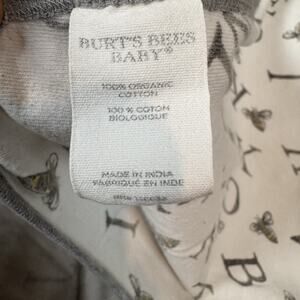 BURT'S BEES
BABY®
100% ORGANIC
COTTON
100% COTON
BIOLOGIQUE
MADE IN INDIA
FABRIQUÉ EN INDE